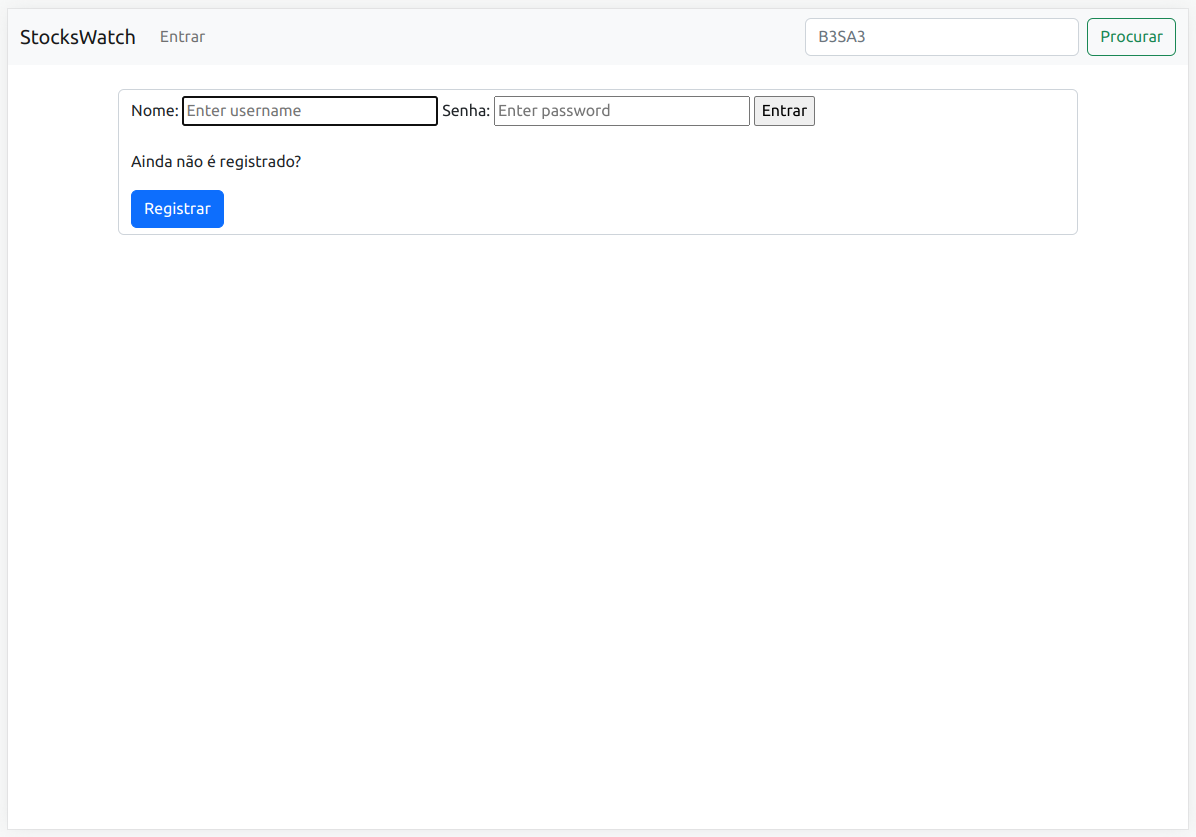 StocksWatch Entrar B3SA3 Procurar
Nome: Enter username Senha: Enter password Entrar
Ainda não é registrado?
Registrar